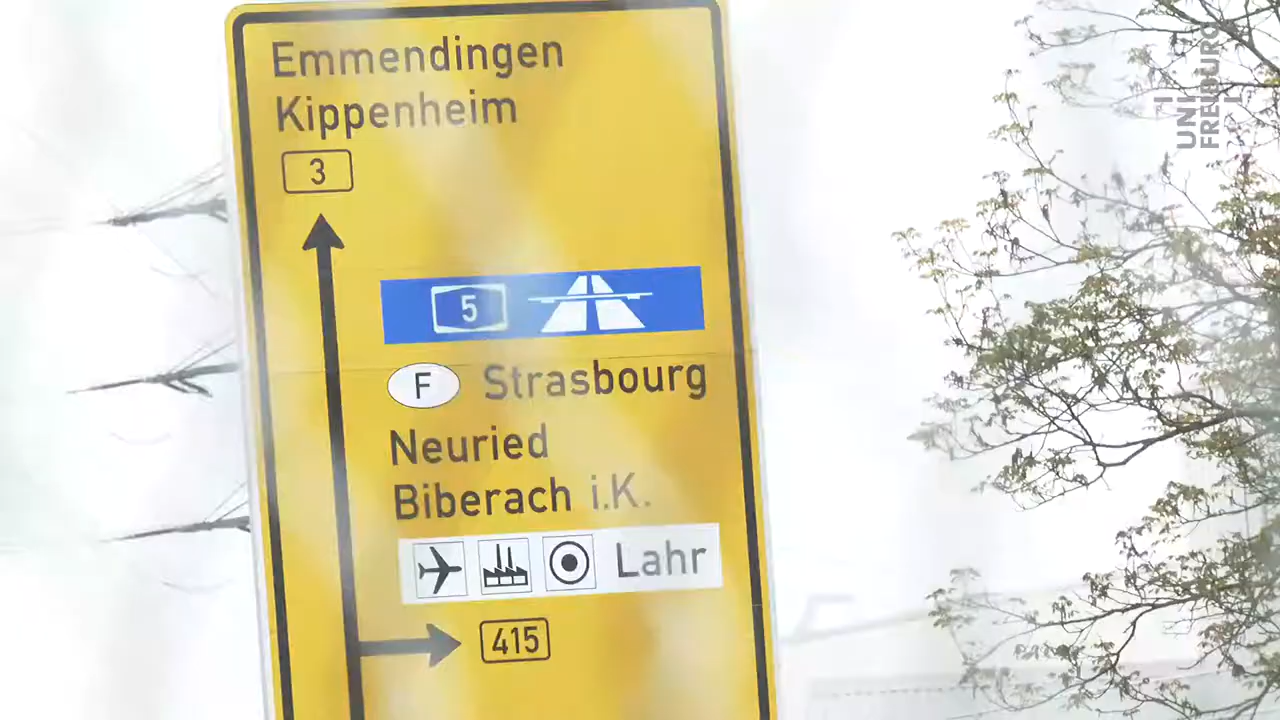 Emmendingen
Kippenheim
3
5
F Strasbourg
Neuried
Biberach i.K.
Lahr
415
UNI
FREIBURG